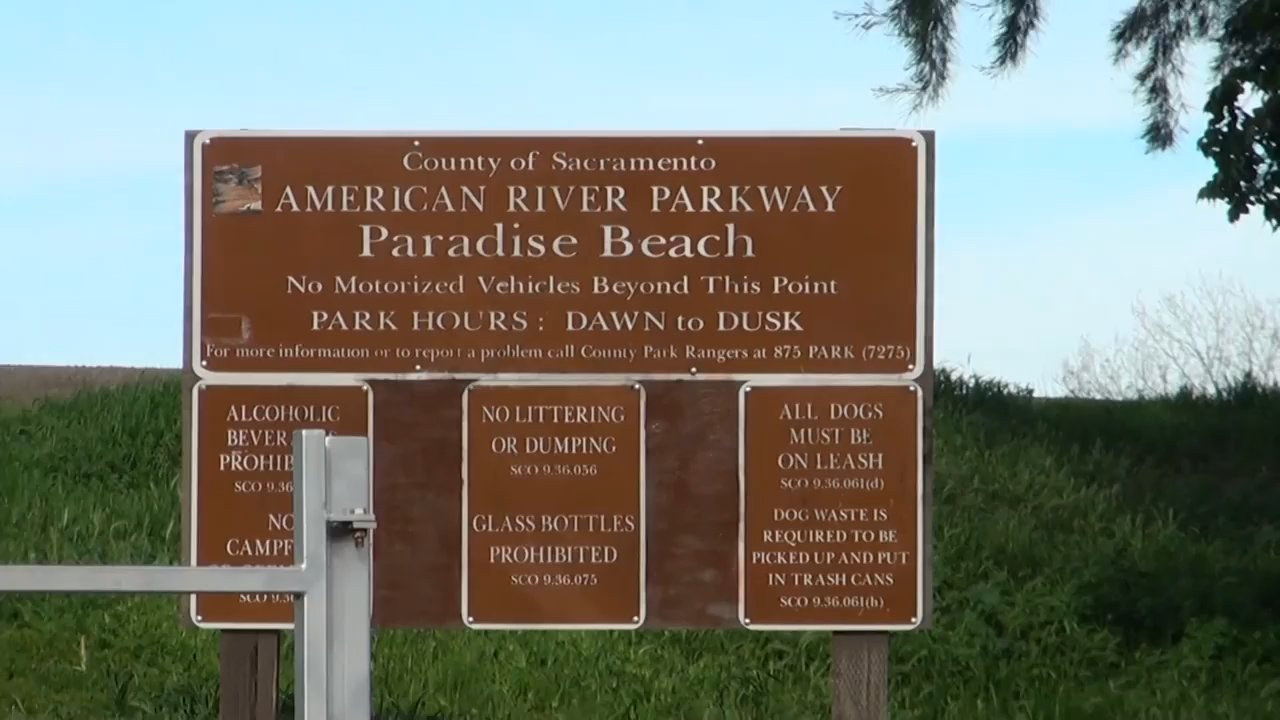 County of Sacramento
AMERICAN RIVER PARKWAY
Paradise Beach
No Motorized Vehicles Beyond This Point
PARK HOURS : DAWN to DUSK
For more information or to report a problem call County Park Rangers at 875 PARK (7275)
ALCOHOLIC
SCO
NO
SCO
NO LITTERING
OR DUMPING
SCO 9.36.056
GLASS BOTTLES
PROHIBITED
SCO 9.36.075
ALL DOGS
MUST BE
ON LEASH
SCO 9.36.061(d)
DOG WASTE IS
REQUIRED TO BE
PICKED UP AND PUT
IN TRASH CANS
SCO 9.36.061(h)